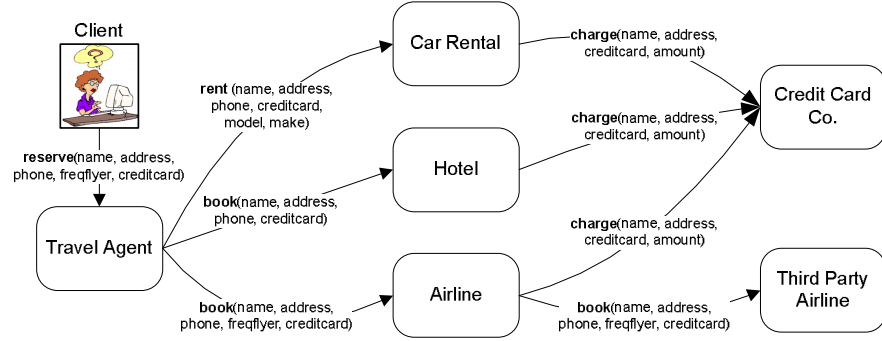 Client
reserve(name, address,
phone, freqflyer, creditcard)
Travel Agent
rent (name, address,
phone, creditcard,
model, make)
book(name, address,
phone, creditcard)
book(name, address,
phone, freqflyer, creditcard)
Car Rental
Hotel
Airline
charge(name, address,
creditcard, amount)
charge(name, address,
creditcard, amount)
charge(name, address,
creditcard, amount)
book(name, address,
phone, freqflyer, creditcard)
Credit Card
Co.
Third Party
Airline